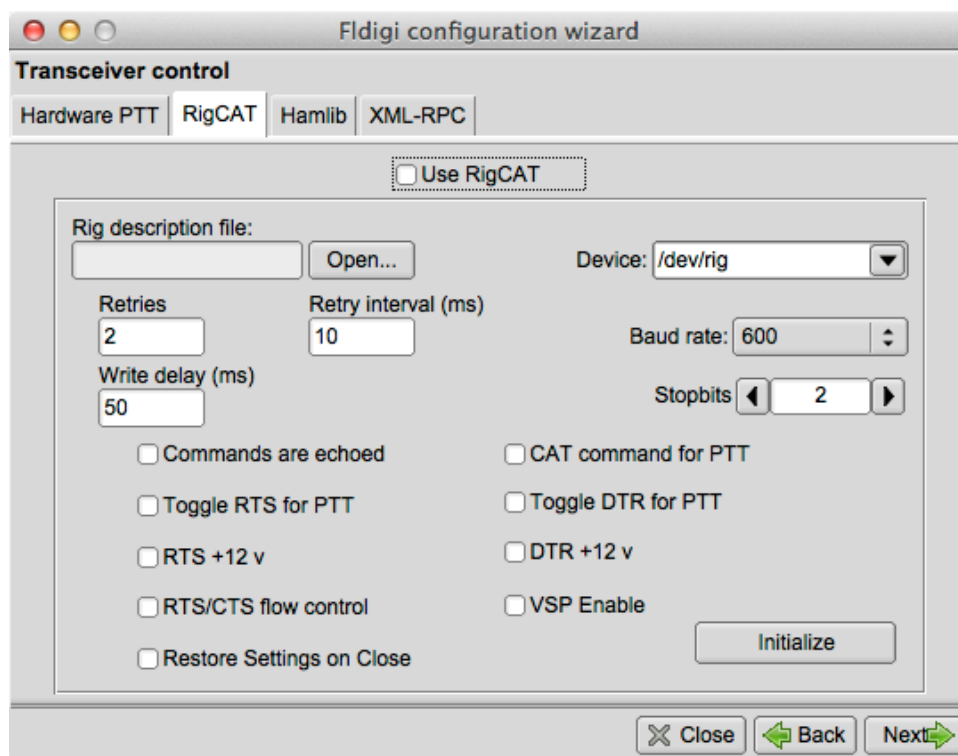 Fldigi configuration wizard
Transceiver control
Hardware PTT RigCAT Hamlib XML-RPC
Use RigCAT
Rig description file:
Open... Device: /dev/rig
Retries Retry interval (ms)
2 10 Baud rate: 600
Write delay (ms)
50 Stopbits 2
Commands are echoed CAT command for PTT
Toggle RTS for PTT Toggle DTR for PTT
RTS +12 v DTR +12 v
RTS/CTS flow control VSP Enable
Restore Settings on Close Initialize
Close Back Next